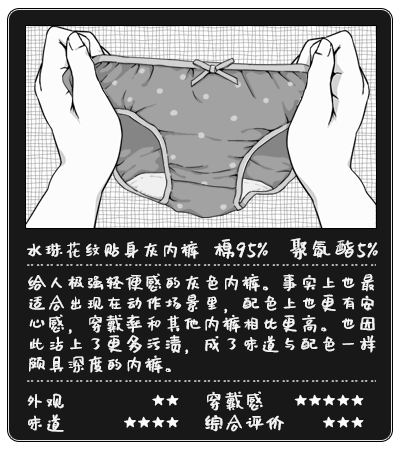 水珠花纹贴身灰内裤 棉95% 聚氨酯5%
给人极强轻便感的灰色内裤。事实上也最
适合出现在动作场景里，配色上也更有安
心感，穿戴率和其他内裤相比更高。也因
此沾上了更多污渍，成了味道与配色一样
颇具深度的内裤。
外观 ★★ 穿戴感 ★★★★★
味道 ★★★★ 综合评价 ★★★